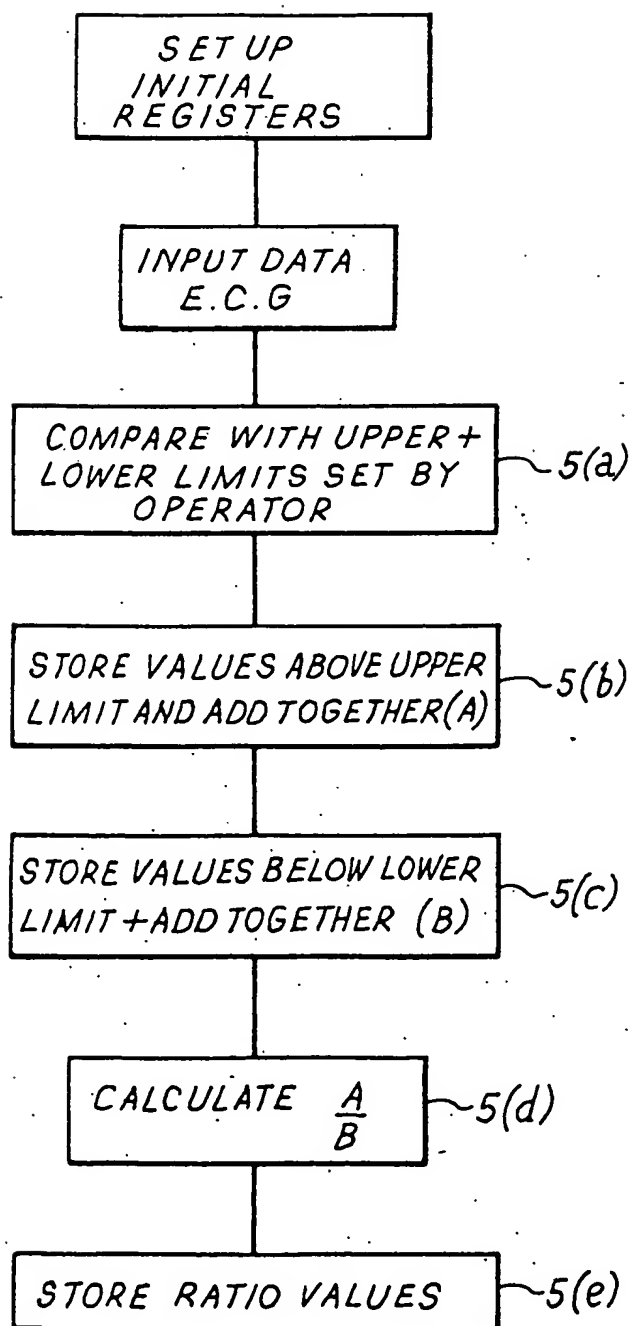 SET UP
INITIAL
REGISTERS
INPUT DATA
E.C.G
COMPARE WITH UPPER +
LOWER LIMITS SET BY
OPERATOR
5(a)
STORE VALUES ABOVE UPPER
LIMIT AND ADD TOGETHER (A)
5(b)
STORE VALUES BELOW LOWER
LIMIT + ADD TOGETHER (B)
5(c)
CALCULATE A
B
5(d)
STORE RATIO VALUES
5(e)